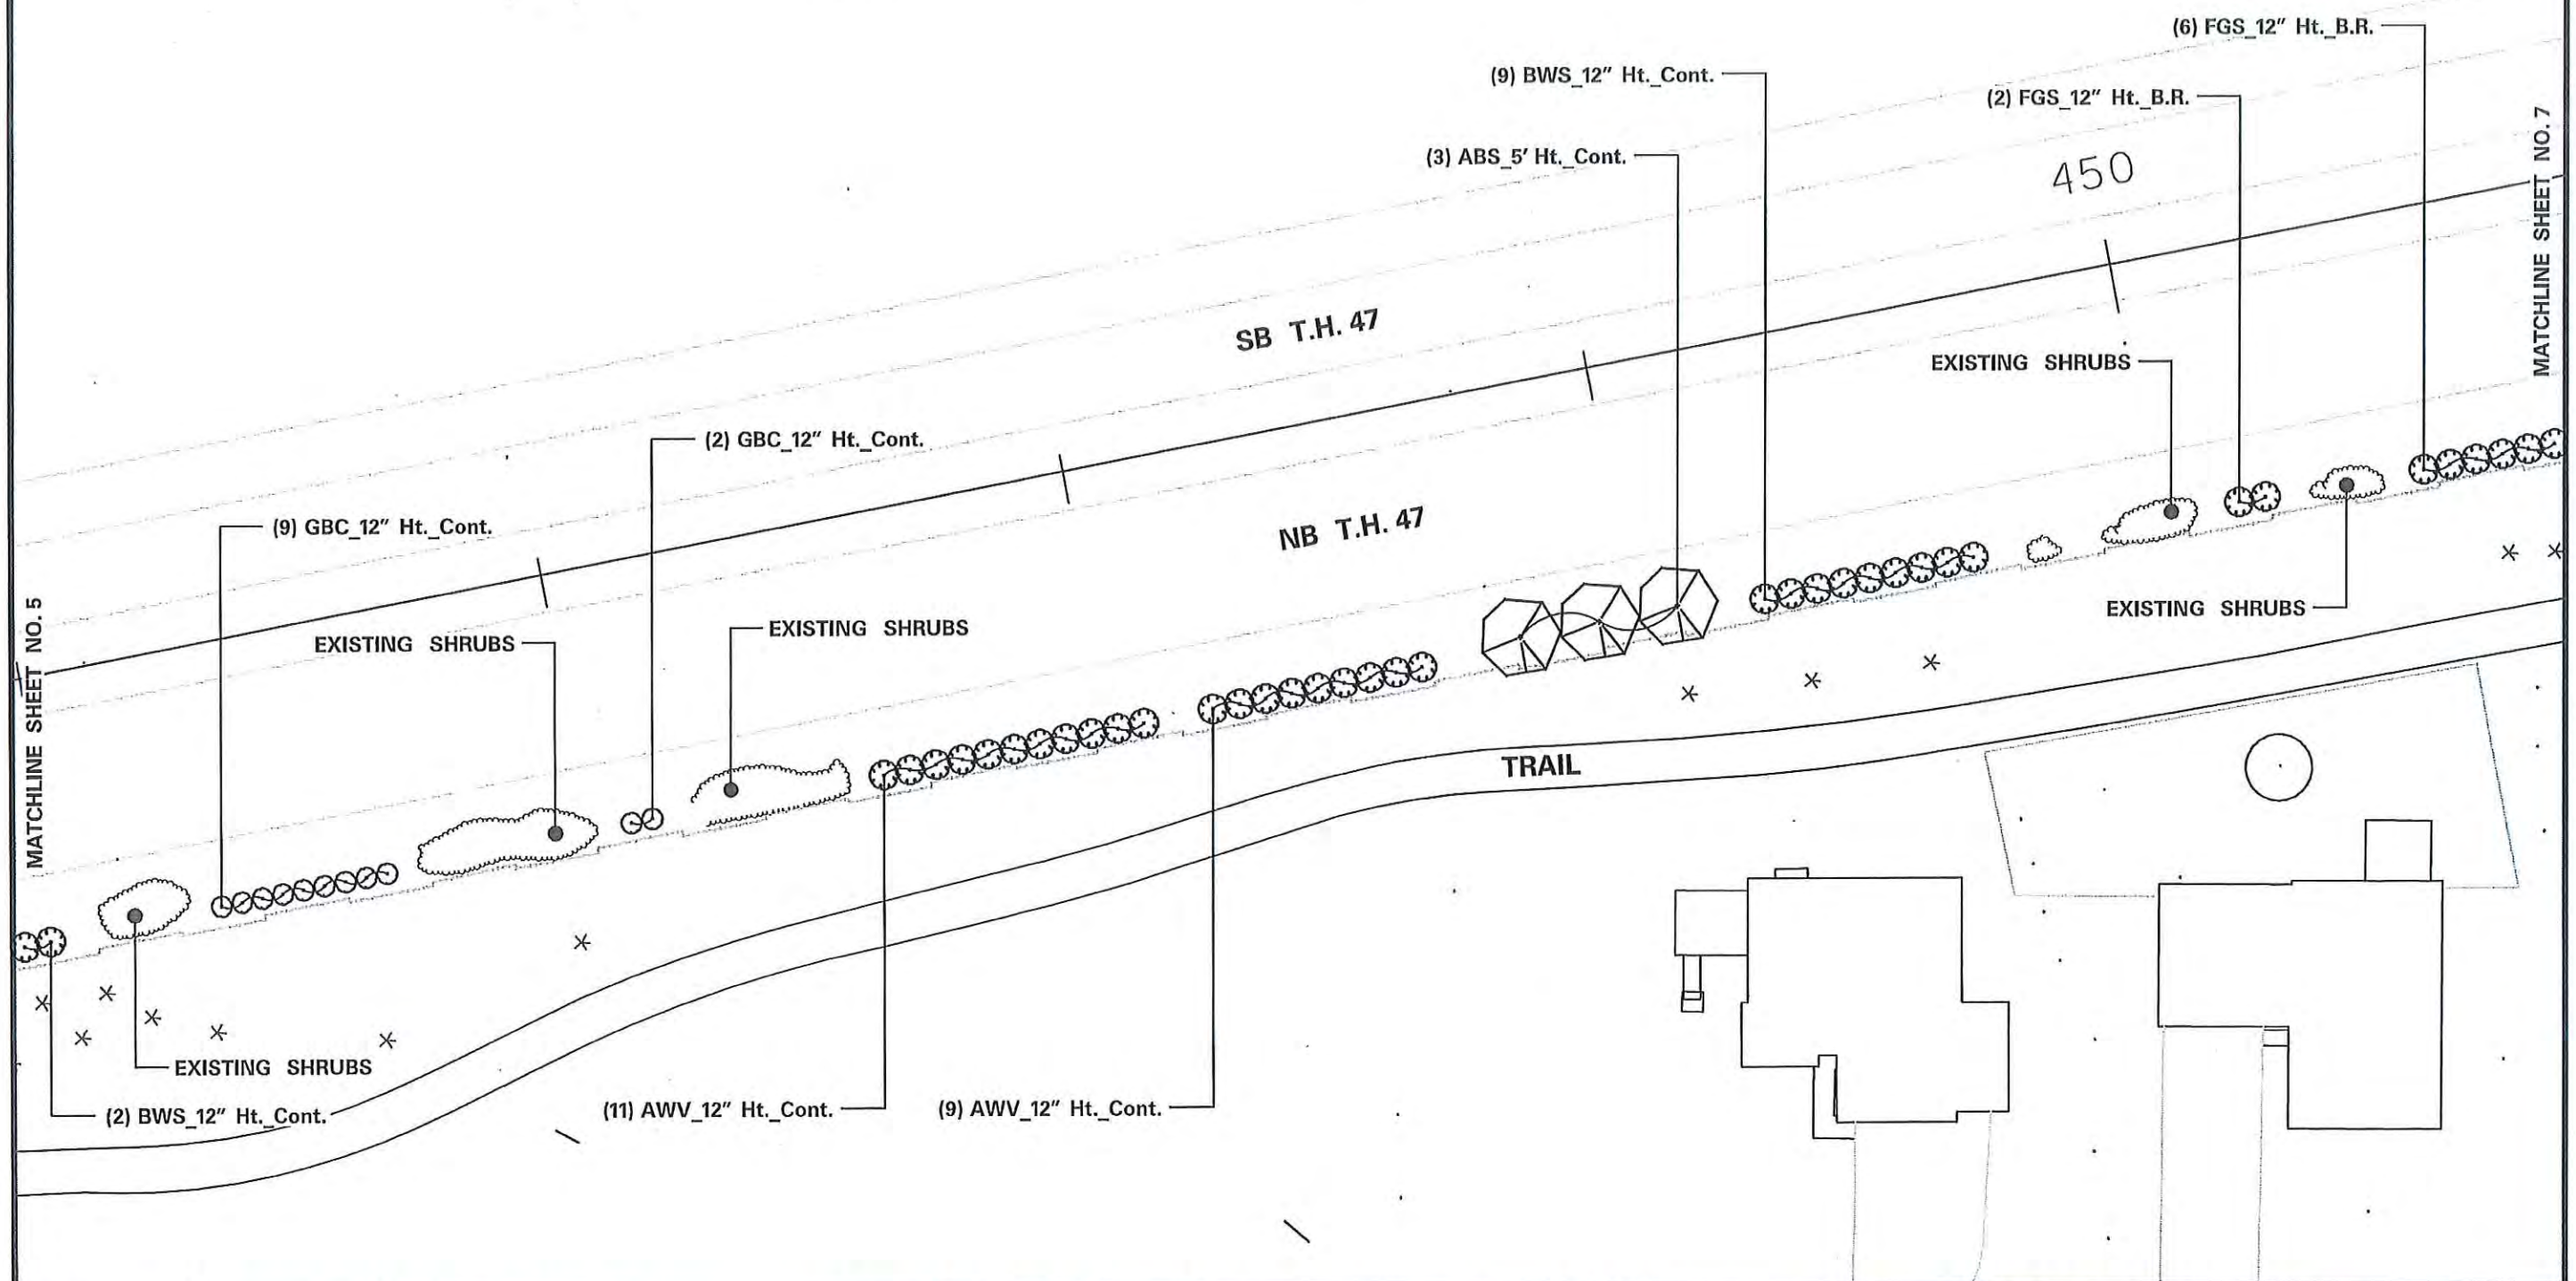 (6) FGS_12" Ht._B.R.
(9) BWS_12" Ht._Cont.
(2) FGS_12" Ht._B.R.
(3) ABS_5' Ht._Cont.
450
MATCHLINE SHEET NO. 7
SB T.H. 47
EXISTING SHRUBS
(2) GBC_12" Ht._Cont.
(9) GBC_12" Ht._Cont.
NB T.H. 47
EXISTING SHRUBS
EXISTING SHRUBS
EXISTING SHRUBS
MATCHLINE SHEET NO. 5
TRAIL
EXISTING SHRUBS
(2) BWS_12" Ht._Cont.
(11) AWV_12" Ht._Cont.
(9) AWV_12" Ht._Cont.